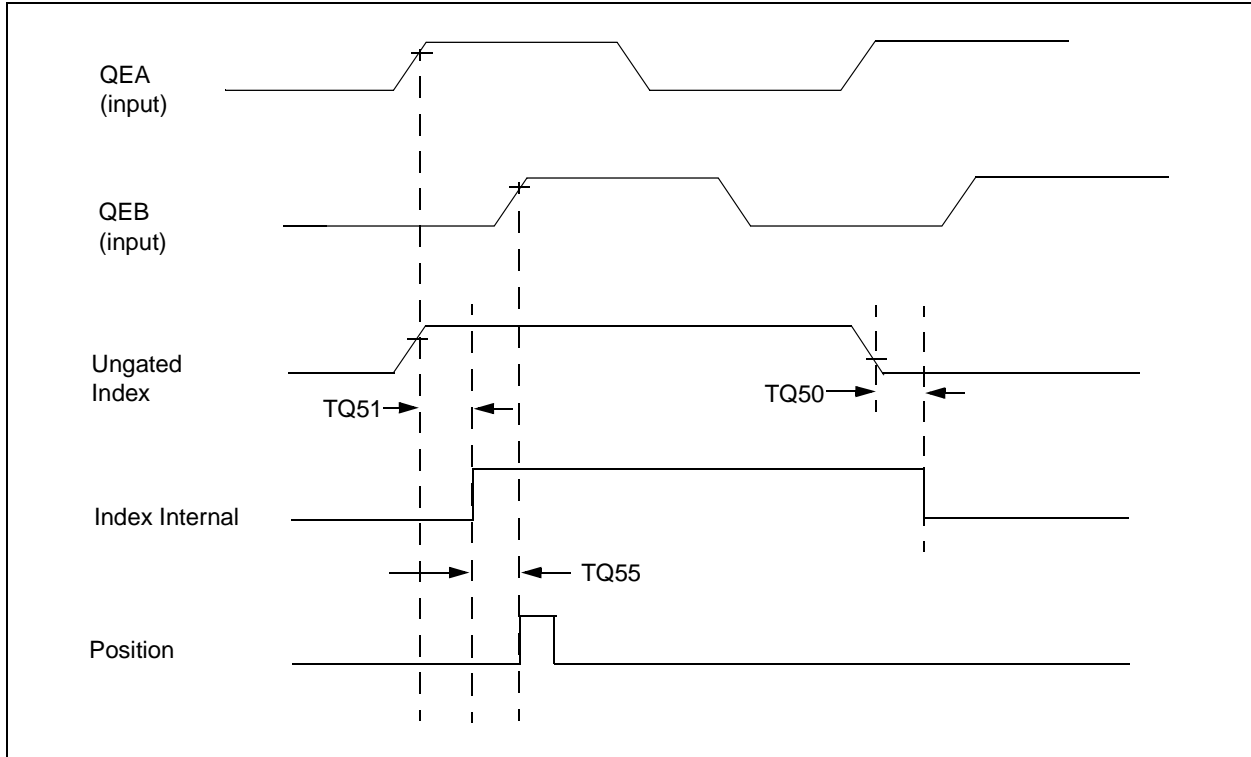 QEA
(input)
QEB
(input)
Ungated
Index
TQ51
TQ50
Index Internal
TQ55
Position